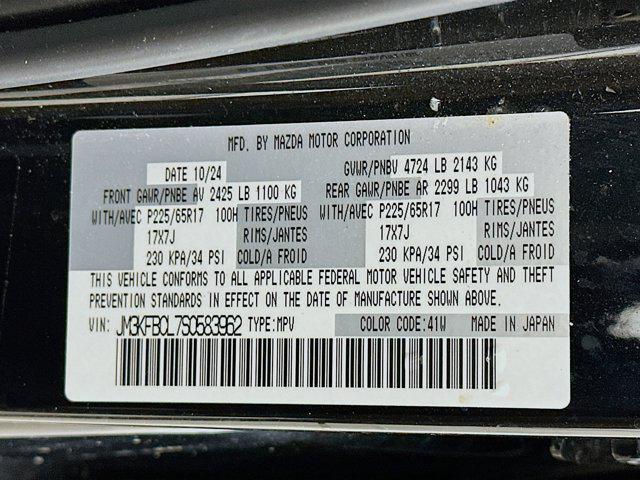 MFD. BY MAZDA MOTOR CORPORATION
DATE 10/24 GVWR/PNBV 4724 LB 2143 KG
FRONT GAWR/PNBE AV 2425 LB 1100 KG REAR GAWR/PNBE AR 2299 LB 1043 KG
WITH/AVEC P225/65R17 100H TIRES/PNEUS WITH/AVEC P225/65R17 100H TIRES/PNEUS
17X7J RIMS/JANTES 17X7J RIMS/JANTES
230 KPA/34 PSI COLD/A FROID 230 KPA/34 PSI COLD/A FROID
THIS VEHICLE CONFORMS TO ALL APPLICABLE FEDERAL MOTOR VEHICLE SAFETY AND THEFT
PREVENTION STANDARDS IN EFFECT ON THE DATE OF MANUFACTURE SHOWN ABOVE.
VIN: JM3KFBCL7S0583962 TYPE:MPV COLOR CODE:41W MADE IN JAPAN